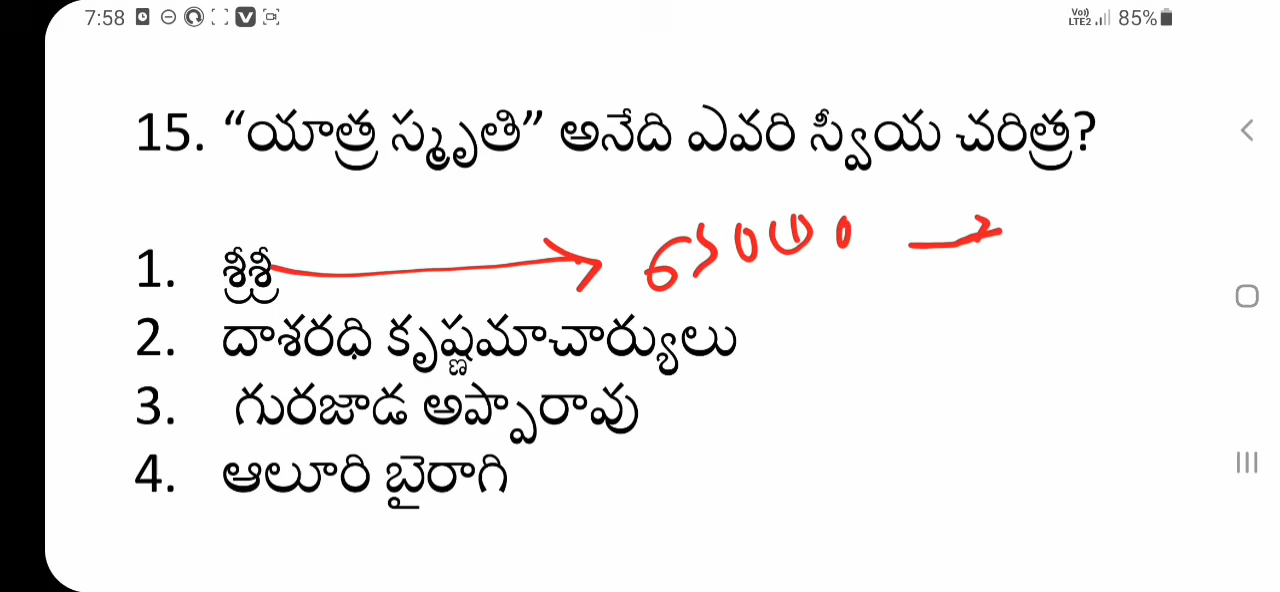 7:58 85%
15. “యాత్ర స్మృతి” అనేది ఎవరి స్వీయ చరిత్ర?
1. శ్రీశ్రీ
2. దాశరధి కృష్ణమాచార్యులు
3. గురజాడ అప్పారావు
4. ఆలూరి బైరాగి